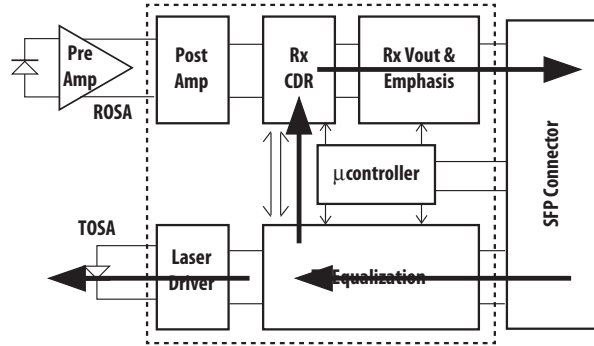 Pre
Amp
ROSA
Post
Amp
Rx
CDR
Rx Vout &
Emphasis
μcontroller
SFP Connector
TOSA
Laser
Driver
Equalization